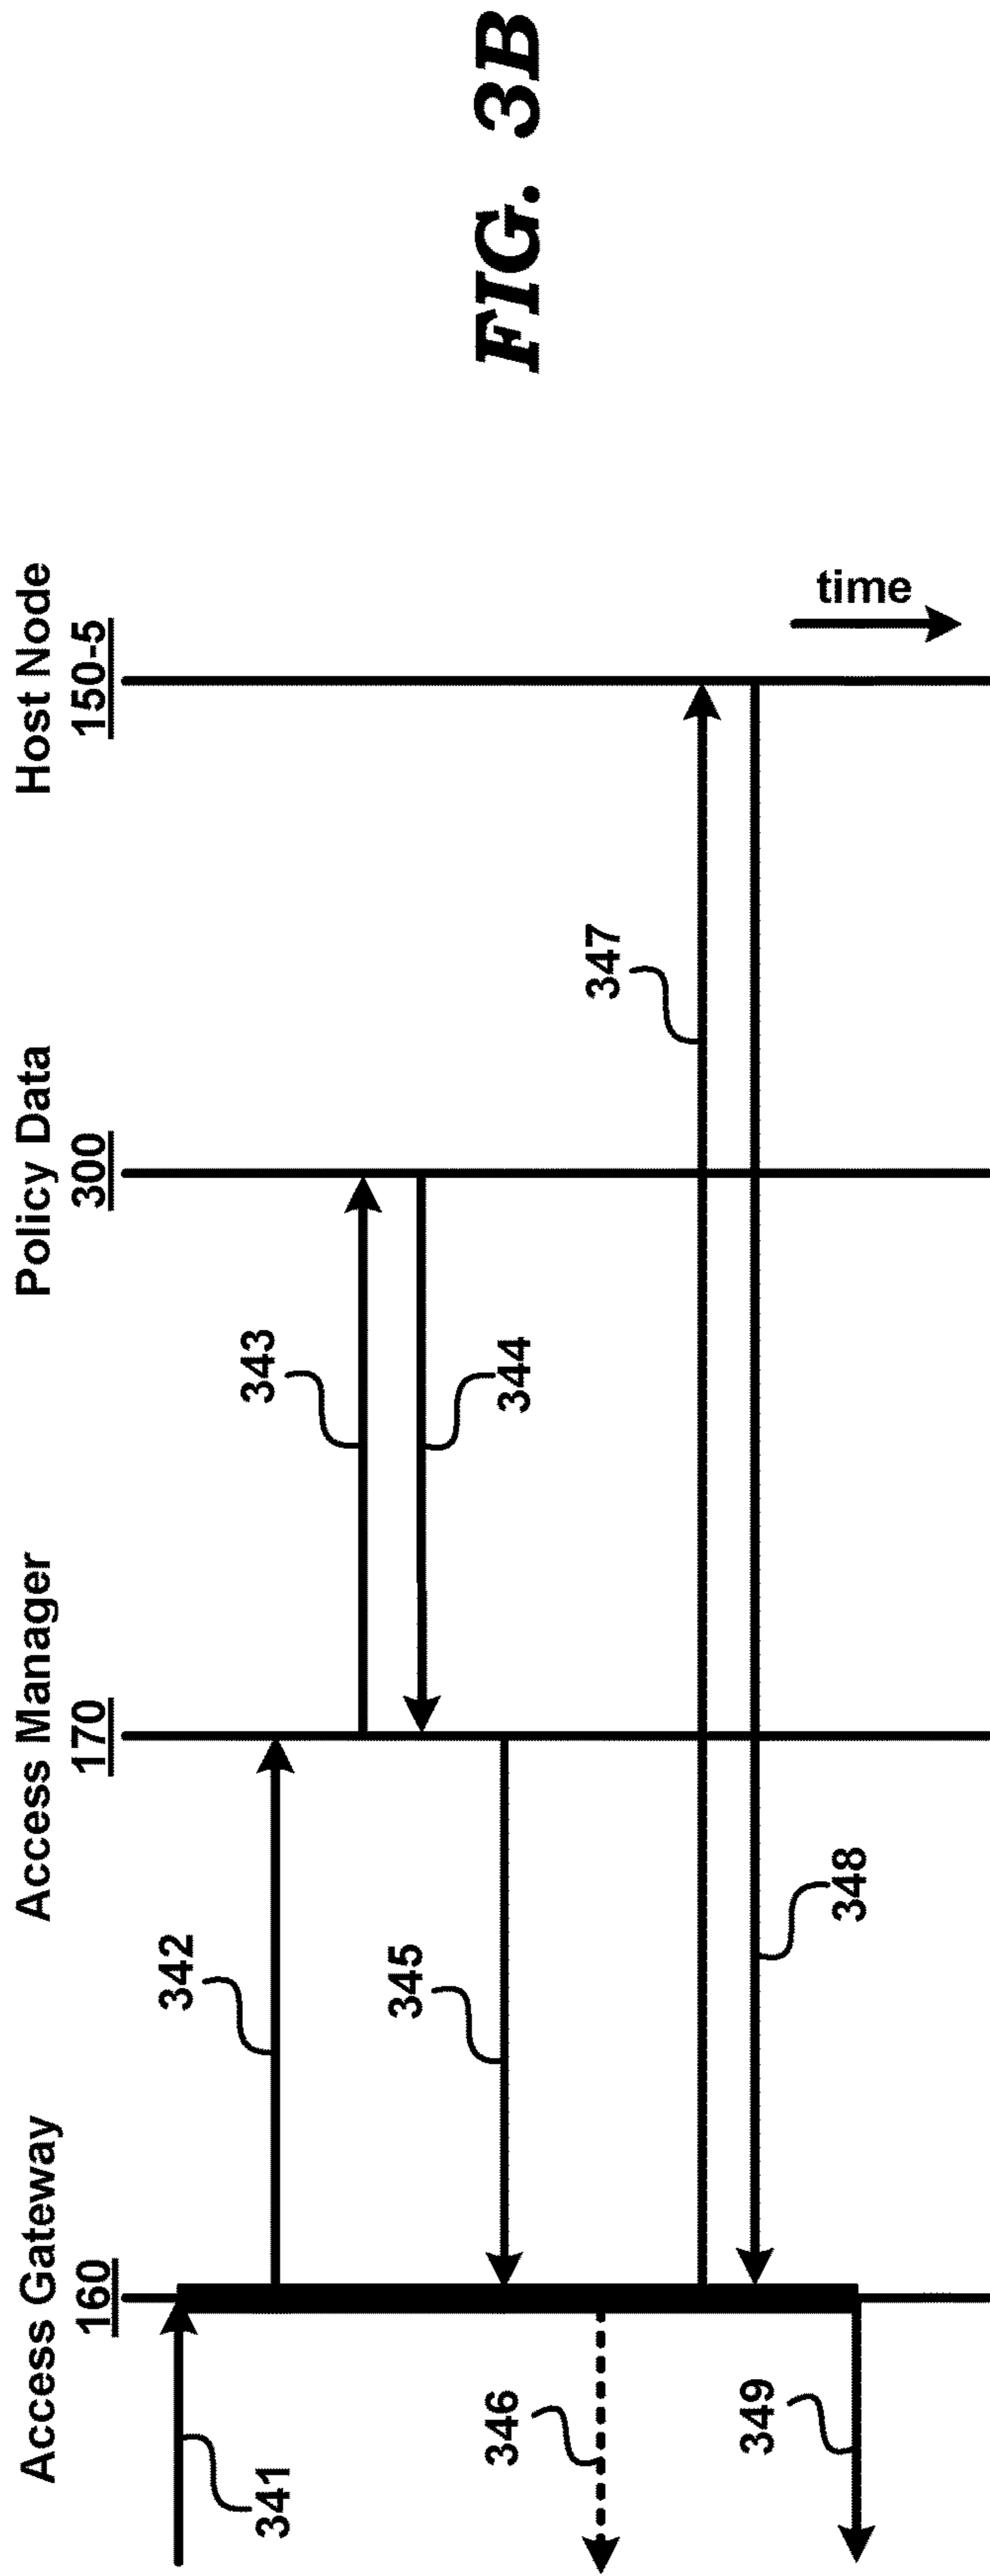 Access Gateway
160
Access Manager
170
Policy Data
300
Host Node
150-5
341
342
343
344
345
346
347
348
349
time
FIG. 3B